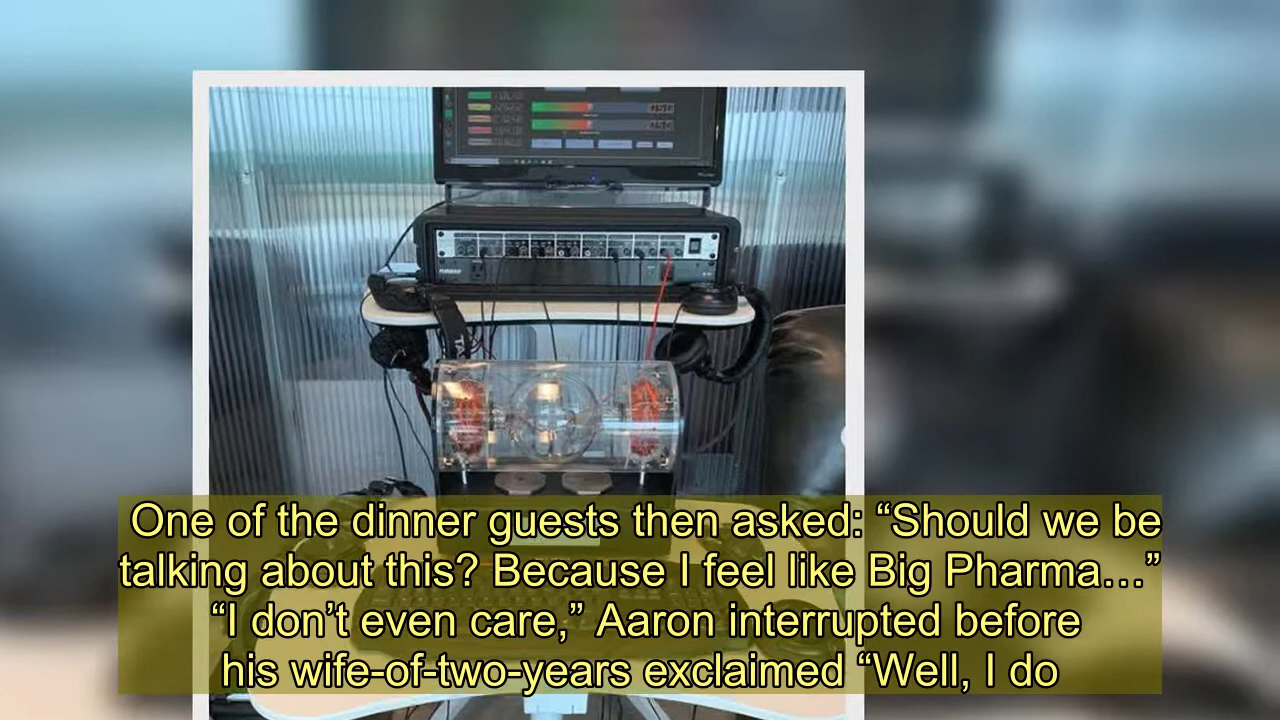 One of the dinner guests then asked: “Should we be
talking about this? Because I feel like Big Pharma…”
“I don’t even care,” Aaron interrupted before
his wife-of-two-years exclaimed “Well, I do